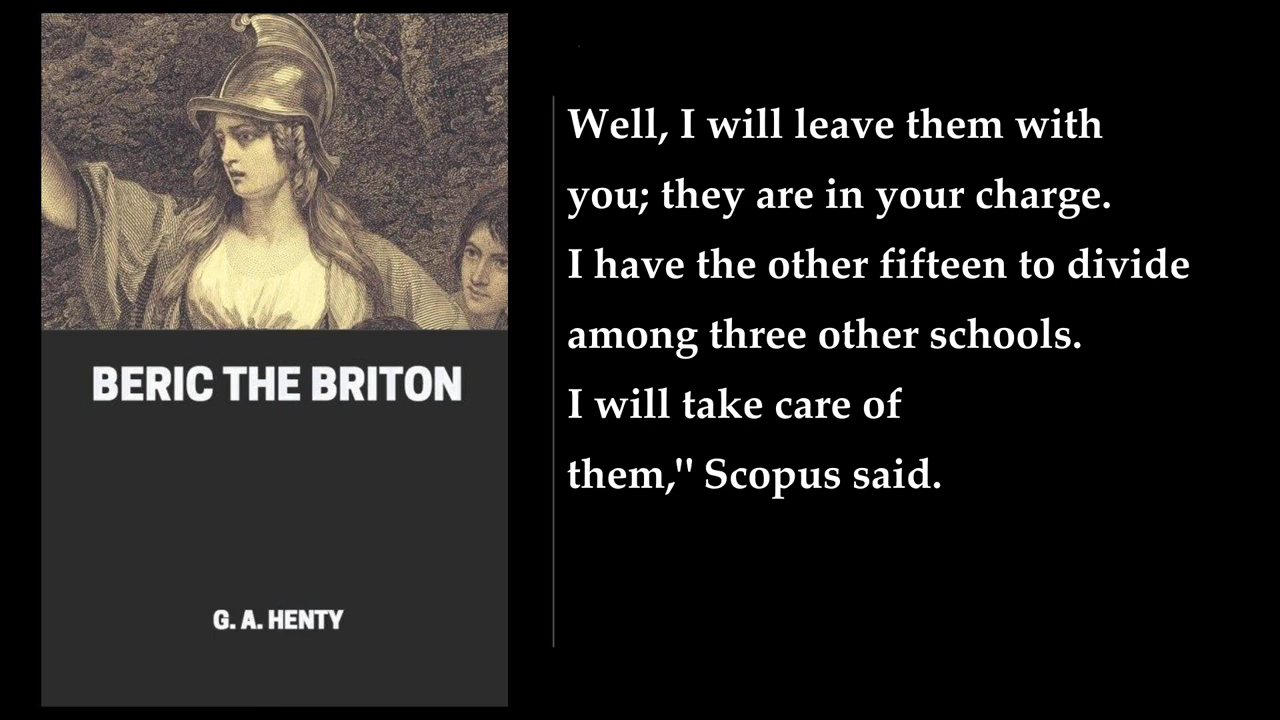 BERIC THE BRITON
G. A. HENTY
Well, I will leave them with
you; they are in your charge.
I have the other fifteen to divide
among three other schools.
I will take care of
them," Scopus said.